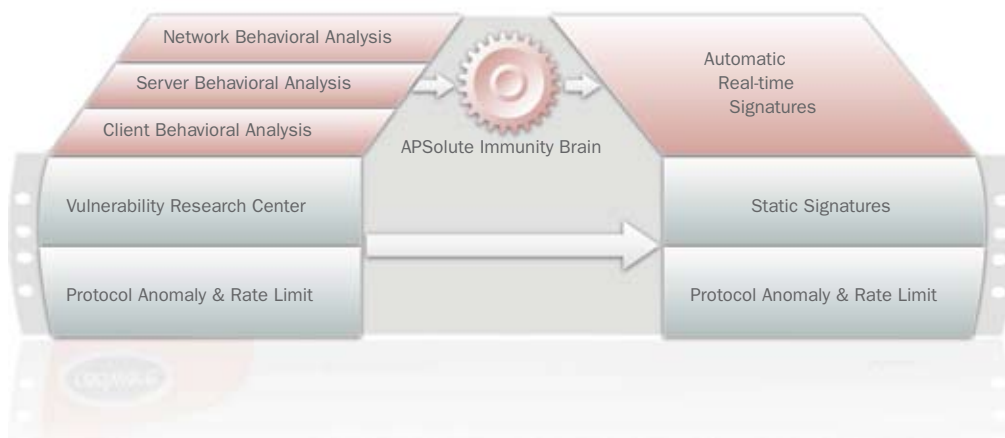 Network Behavioral Analysis
Server Behavioral Analysis
Client Behavioral Analysis
APSolute Immunity Brain
Automatic
Real-time
Signatures
Vulnerability Research Center
Static Signatures
Protocol Anomaly & Rate Limit
Protocol Anomaly & Rate Limit